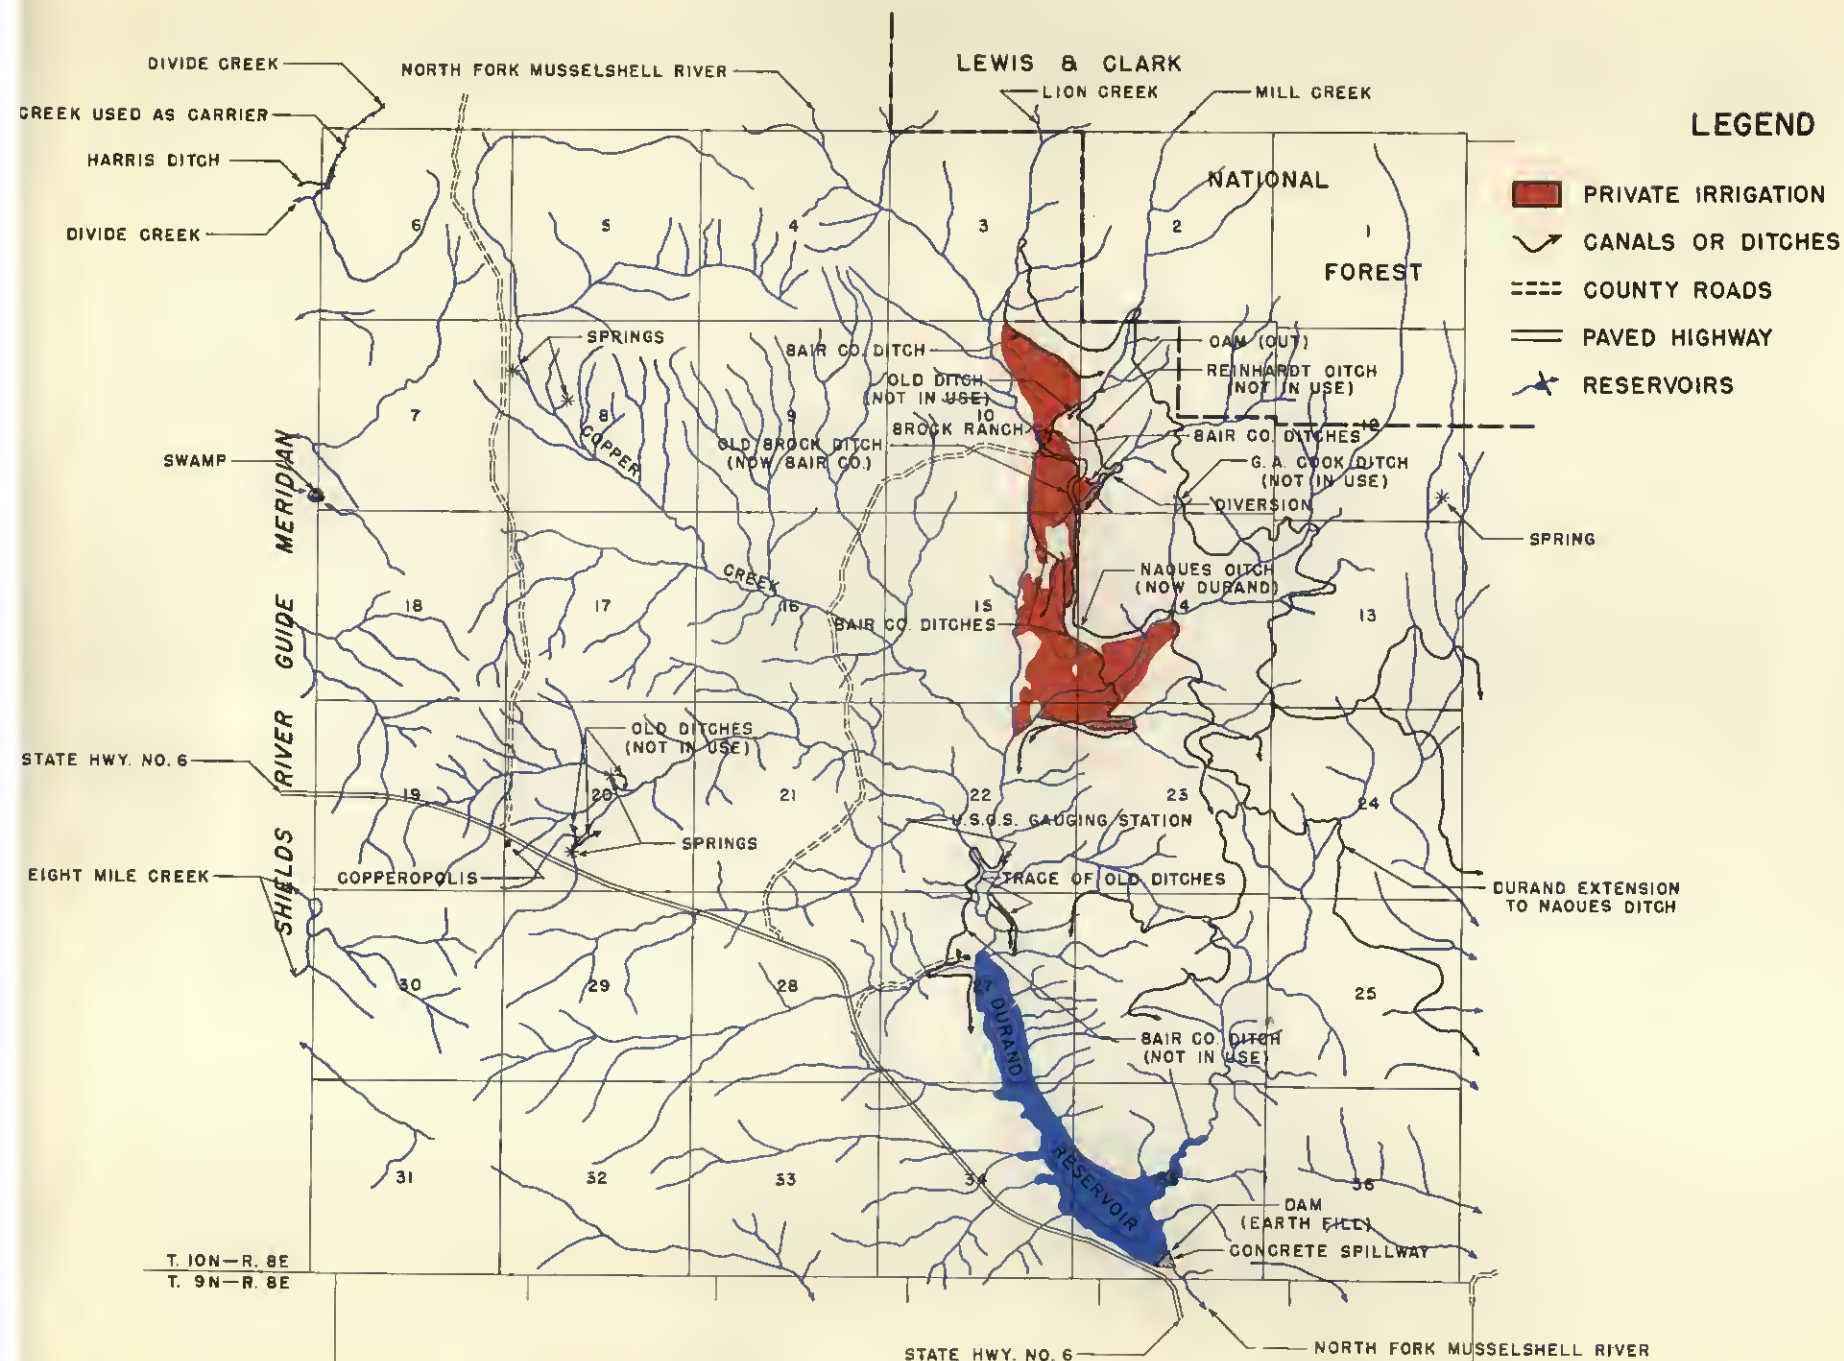 LEWIS & CLARK
NATIONAL
FOREST
DIVIDE CREEK
CREEK USED AS CARRIER
HARRIS DITCH
DIVIDE CREEK
NORTH FORK MUSSELSHELL RIVER
LION CREEK
MILL CREEK
LEGEND
PRIVATE IRRIGATION
CANALS OR DITCHES
COUNTY ROADS
PAVED HIGHWAY
RESERVOIRS
6
5
4
3
2
1
SPRINGS
BAIR CO. DITCH
OLD DITCH
(NOT IN USE)
DAM (OUT)
REINHARDT DITCH
(NOT IN USE)
7
8
9
10
12
BROCK RANCH
OLD BROCK DITCH
(NOW BAIR CO.)
BAIR CO. DITCHES
G. A. COOK DITCH
(NOT IN USE)
DIVERSION
SPRING
SWAMP
COPPER
CREEK
SHIELDS RIVER GUIDE MERIDIAN
18
17
16
15
14
13
NAQUES DITCH
(NOW DURAND)
BAIR CO. DITCHES
STATE HWY. NO. 6
OLD DITCHES
(NOT IN USE)
19
20
21
22
23
24
U.S.G.S. GAUGING STATION
SPRINGS
COPPEROPOLIS
TRACE OF OLD DITCHES
EIGHT MILE CREEK
DURAND EXTENSION
TO NAQUES DITCH
30
29
28
27
25
DURAND
RESERVOIR
BAIR CO. DITCH
(NOT IN USE)
31
32
33
34
35
36
DAM
(EARTH FILL)
CONCRETE SPILLWAY
T. 10N—R. 8E
T. 9N—R. 8E
STATE HWY. NO. 6
NORTH FORK MUSSELSHELL RIVER